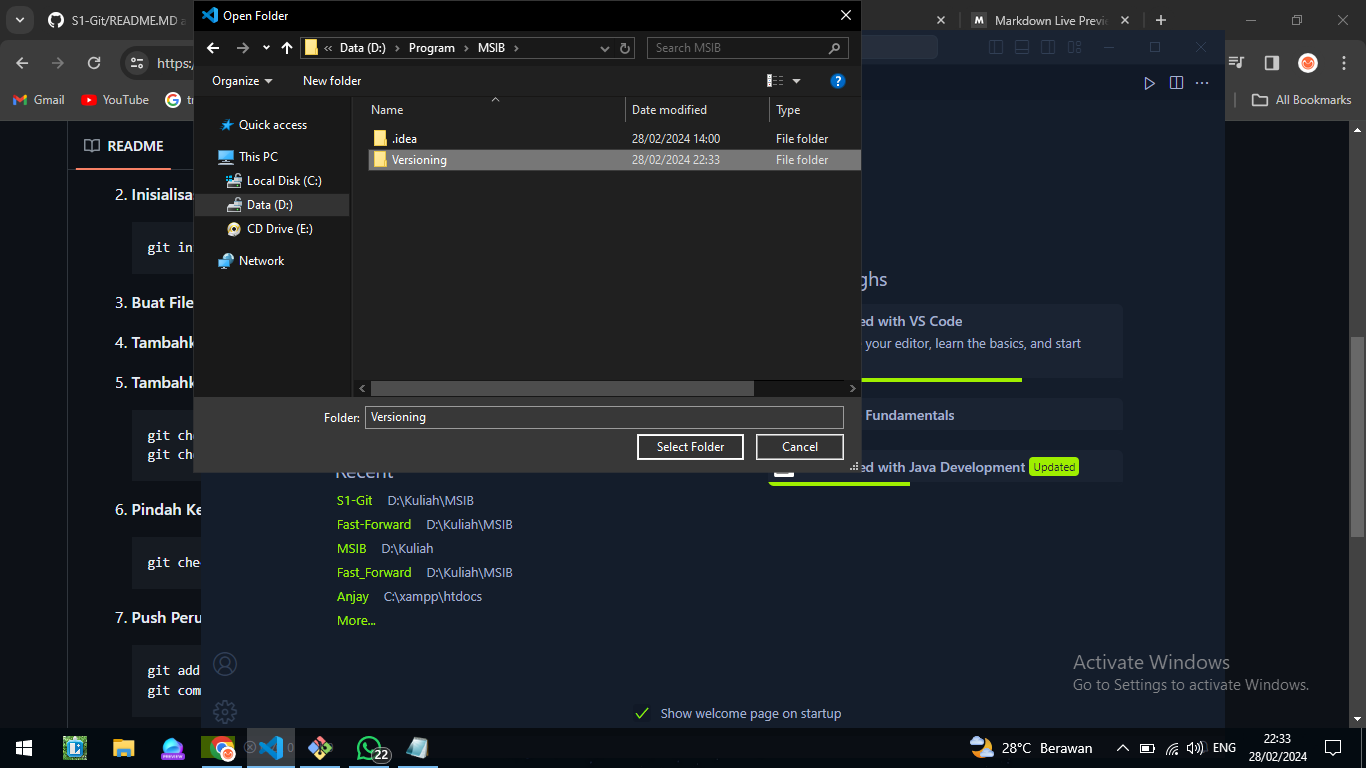 S1-Git/README.MD a
Open Folder
Markdown Live Previ
https:
Data (D:) Program MSIB
Search MSIB
Organize
New folder
Gmail
YouTube
All Bookmarks
README
2. Inisialisa
git in
3. Buat File
4. Tambahk
5. Tambahk
git che
git che
6. Pindah Ke
git che
7. Push Peru
git add
git com
Quick access
This PC
Local Disk (C:)
Data (D:)
CD Drive (E:)
Network
Name Date modified Type
.idea 28/02/2024 14:00 File folder
Versioning 28/02/2024 22:33 File folder
Folder: Versioning
Select Folder
Cancel
ghs
ed with VS Code
your editor, learn the basics, and start
Fundamentals
ed with Java Development Updated
Recent
S1-Git D:\Kuliah\MSIB
Fast-Forward D:\Kuliah\MSIB
MSIB D:\Kuliah
Fast_Forward D:\Kuliah\MSIB
Anjay C:\xampp\htdocs
More...
Show welcome page on startup
Activate Windows
Go to Settings to activate Windows.
PREVIEW
0
22
28°C Berawan
ENG
22:33
28/02/2024